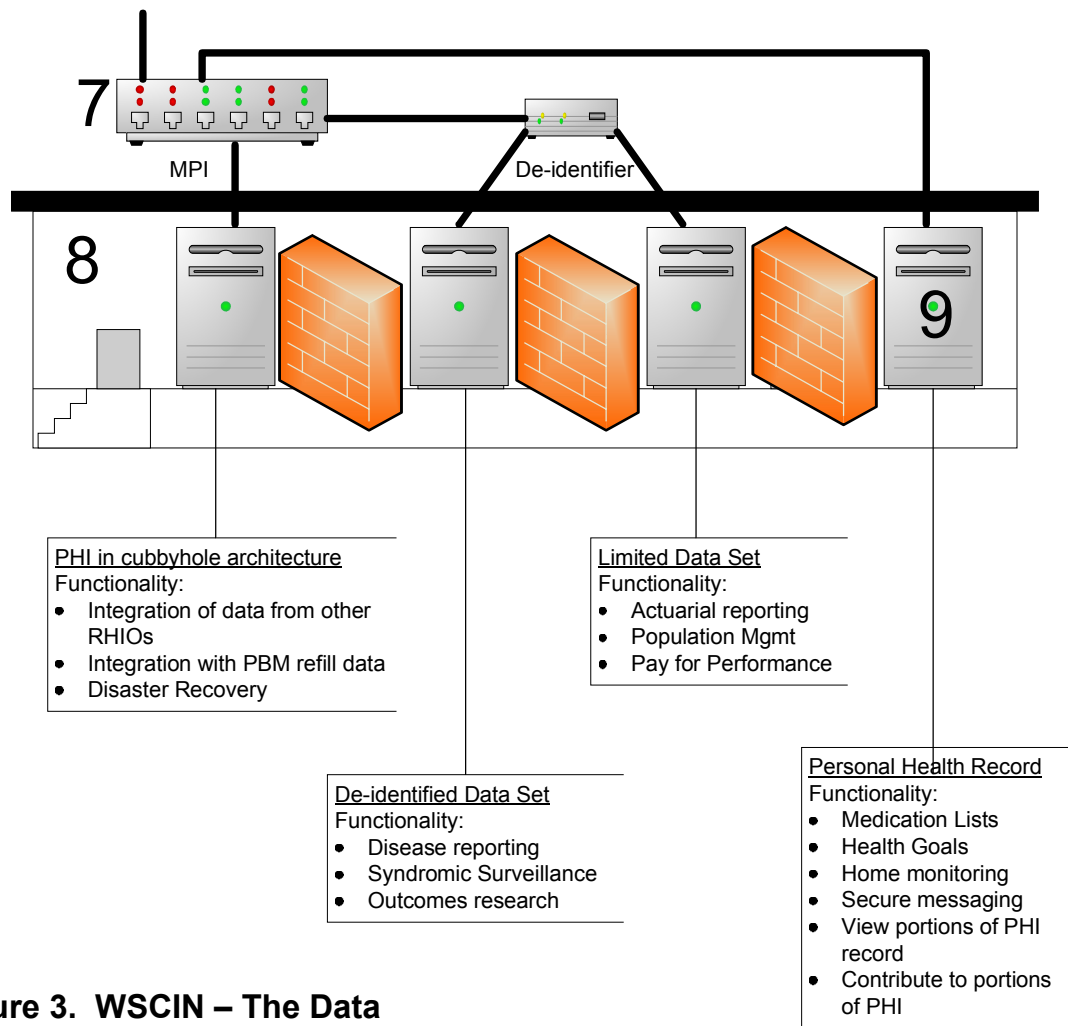 7
MPI
De-identifier
8
9
PHI in cubbyhole architecture
Functionality:
• Integration of data from other
RHIOs
• Integration with PBM refill data
• Disaster Recovery
Limited Data Set
Functionality:
• Actuarial reporting
• Population Mgmt
• Pay for Performance
De-identified Data Set
Functionality:
• Disease reporting
• Syndromic Surveillance
• Outcomes research
Personal Health Record
Functionality:
• Medication Lists
• Health Goals
• Home monitoring
• Secure messaging
• View portions of PHI
record
• Contribute to portions
of PHI
ure 3. WSCIN – The Data